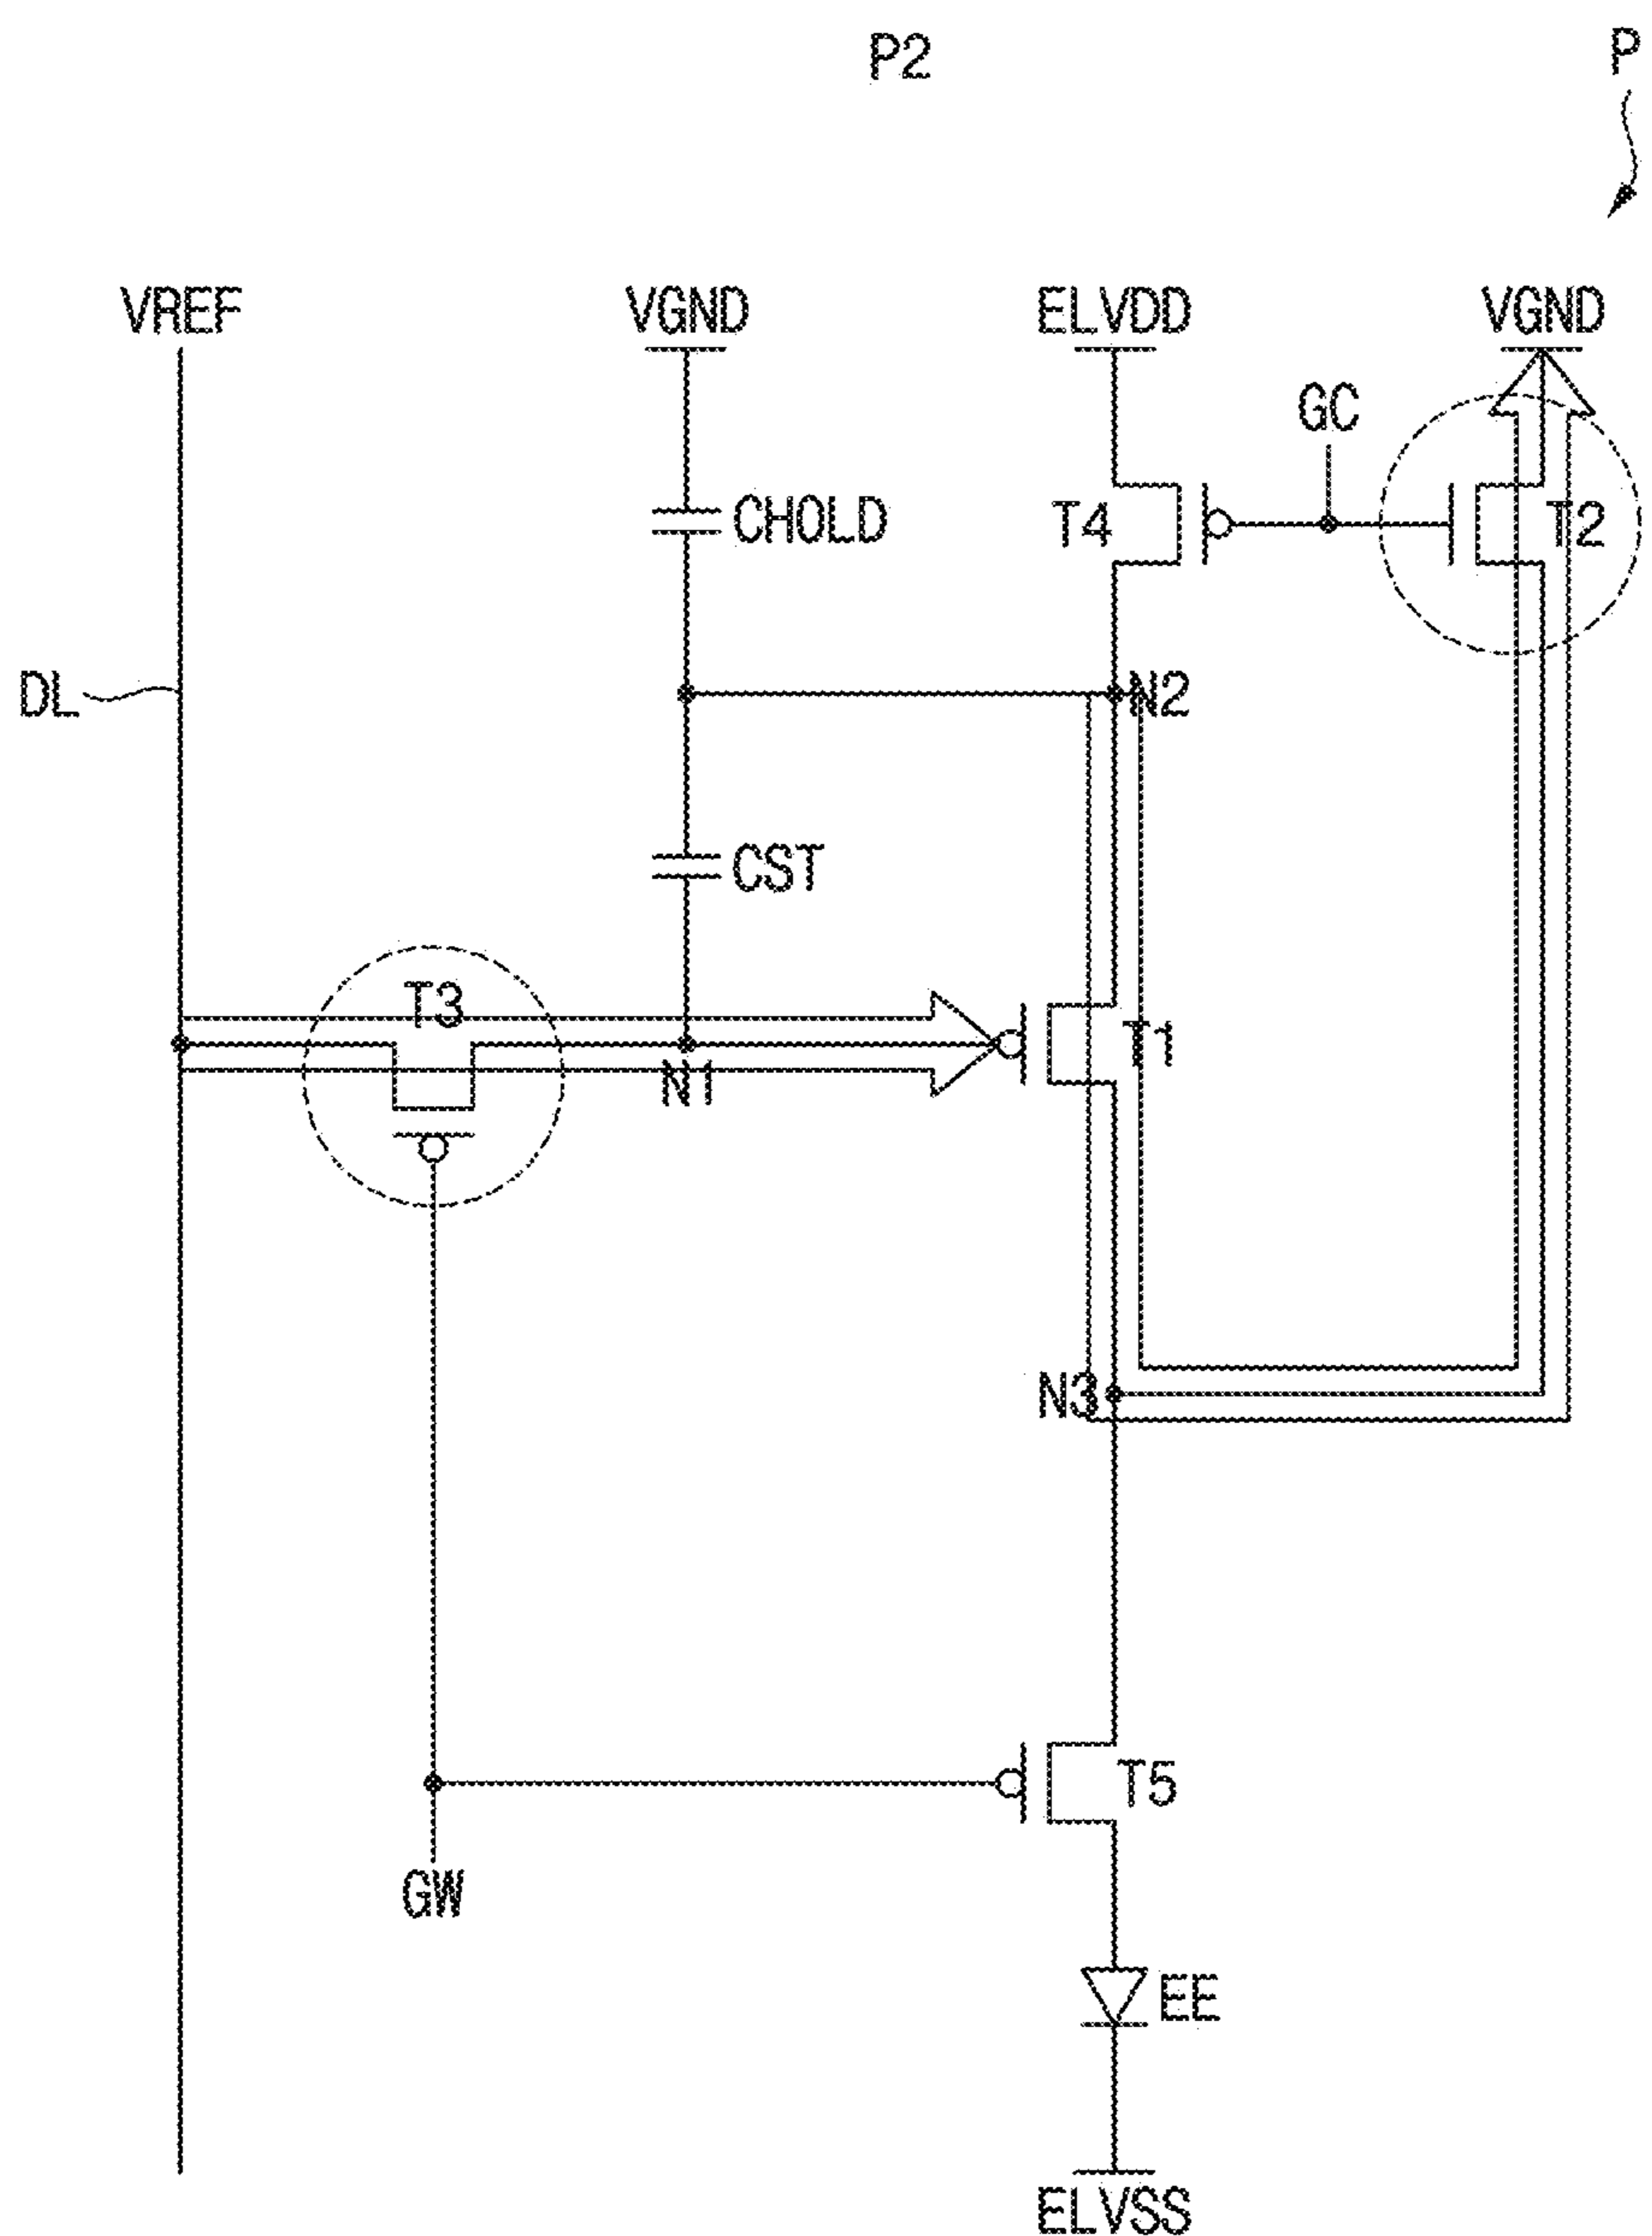 P2
P
VREF
VGND
ELVDD
VGND
GC
CHOLD
T4
T2
DL
N2
CST
T3
T1
N1
N3
T5
GW
EE
ELVSS